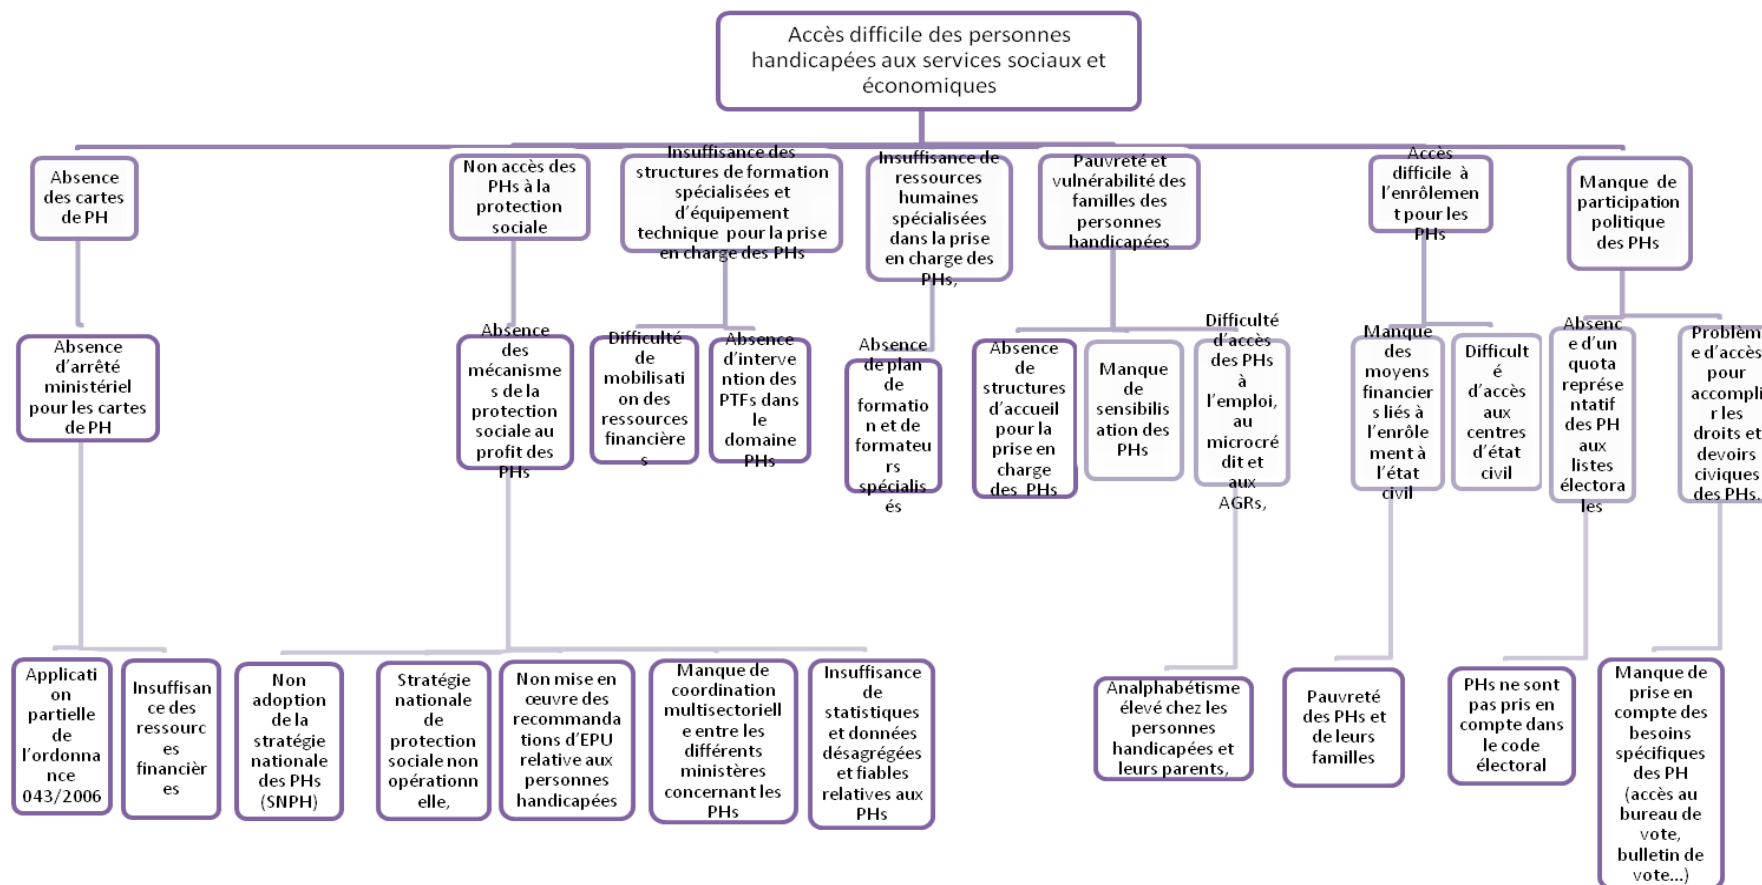 Accès difficile des personnes
handicapées aux services sociaux et
économiques
Absence
des cartes
de PH
Non accès des
PHs à la
protection
sociale
Insuffisance des
structures de formation
spécialisées et
d'équipement
technique pour la prise
en charge des PHs
Insuffisance de
ressources
humaines
spécialisées
dans la prise
en charge des
PHs,
Pauvreté et
vulnérabilité des
familles des
personnes
handicapées
Accès
difficile à
l'enrôlemen
t pour les
PHs
Manque de
participation
politique
des PHs
Absence
d'arrêté
ministériel
pour les cartes
de PH
Absence
des
mécanisme
s de la
protection
sociale au
profit des
PHs
Difficulté
de
mobilisati
on des
ressources
financière
s
Absence
d'interve
ntion des
PTFs dans
le
domaine
PHs
Absence
de plan
de
formatio
n et de
formateu
rs
spécialis
és
Absence
de
structures
d'accueil
pour la
prise en
charge
des PHs
Manque
de
sensibilis
ation des
PHs
Difficulté
d'accès
des PHs
à
l'emploi,
au
microcré
dit et
aux
AGRs,
Manque
des
moyens
financier
s liés à
l'enrôle
ment à
l'état
civil
Difficult
é
d'accès
aux
centres
d'état
civil
Absenc
e d'un
quota
représe
ntatif
des PH
aux
listes
électora
les
Problèm
e d'accès
pour
accompli
r les
droits et
devoirs
civiques
des PHs.
Applicati
on
partielle
de
l'ordonna
nce
043/2006
Insuffisan
ce des
ressourc
es
financièr
es
Non
adoption
de la
stratégie
nationale
des PHs
(SNPH)
Stratégie
nationale
de
protection
sociale non
opérationn
elle,
Non mise en
œuvre des
recommanda
tions d'EPU
relative aux
personnes
handicapées
Manque de
coordination
multisectoriell
e entre les
différents
ministères
concernant les
PHs
Insuffisance
de
statistiques
et données
désagrégées
et fiables
relatives aux
PHs
Analphabétisme
élevé chez les
personnes
handicapées et
leurs parents,
Pauvreté
des PHs et
de leurs
familles
PHs ne sont
pas pris en
compte dans
le code
électoral
Manque de
prise en
compte des
besoins
spécifiques
des PH
(accès au
bureau de
vote,
bulletin de
vote...)